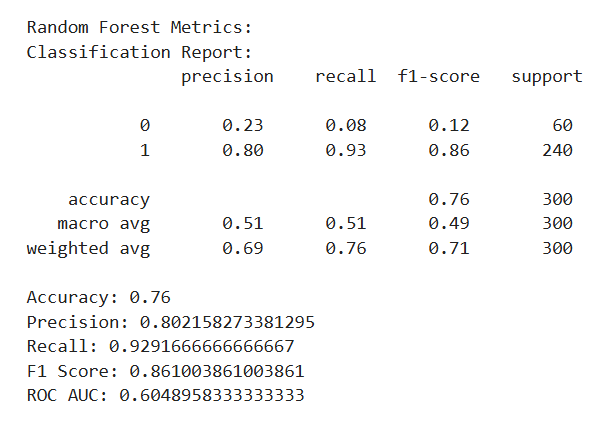 Random Forest Metrics:
Classification Report:
precision recall f1-score support
0 0.23 0.08 0.12 60
1 0.80 0.93 0.86 240
accuracy 0.76 300
macro avg 0.51 0.51 0.49 300
weighted avg 0.69 0.76 0.71 300
Accuracy: 0.76
Precision: 0.802158273381295
Recall: 0.9291666666666667
F1 Score: 0.861003861003861
ROC AUC: 0.6048958333333333